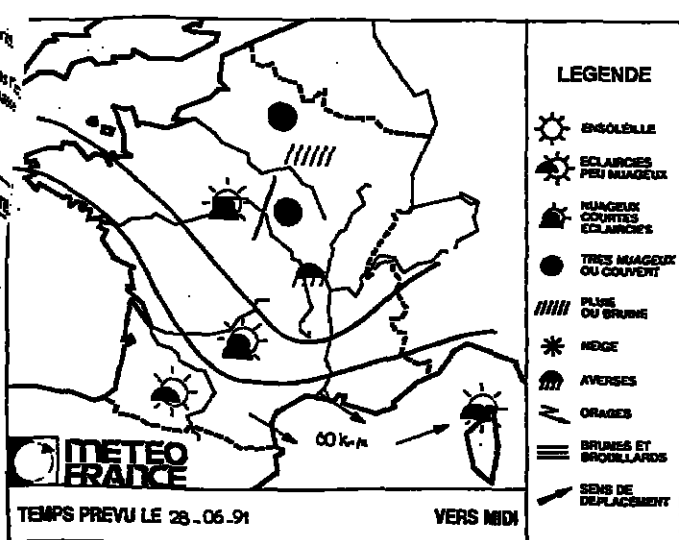 LEGENDE
ENSOLEILLE
ECLAIRCIES
PEU NUAGEUX
NUAGEUX
COURTES
ECLAIRCIES
TRES NUAGEUX
OU COUVERT
PLUIE
OU BRUINE
NEIGE
AVERSES
ORAGES
BRUMES ET
BROUILLARDS
SENS DE
DEPLACEMENT
60 km/h
METEO
FRANCE
TEMPS PREVU LE 28-06-91
VERS MIDI